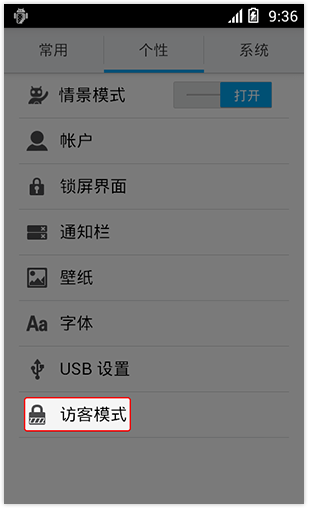 9:36
常用 个性 系统
情景模式 打开
帐户
锁屏界面
通知栏
壁纸
Aa 字体
USB 设置
访客模式